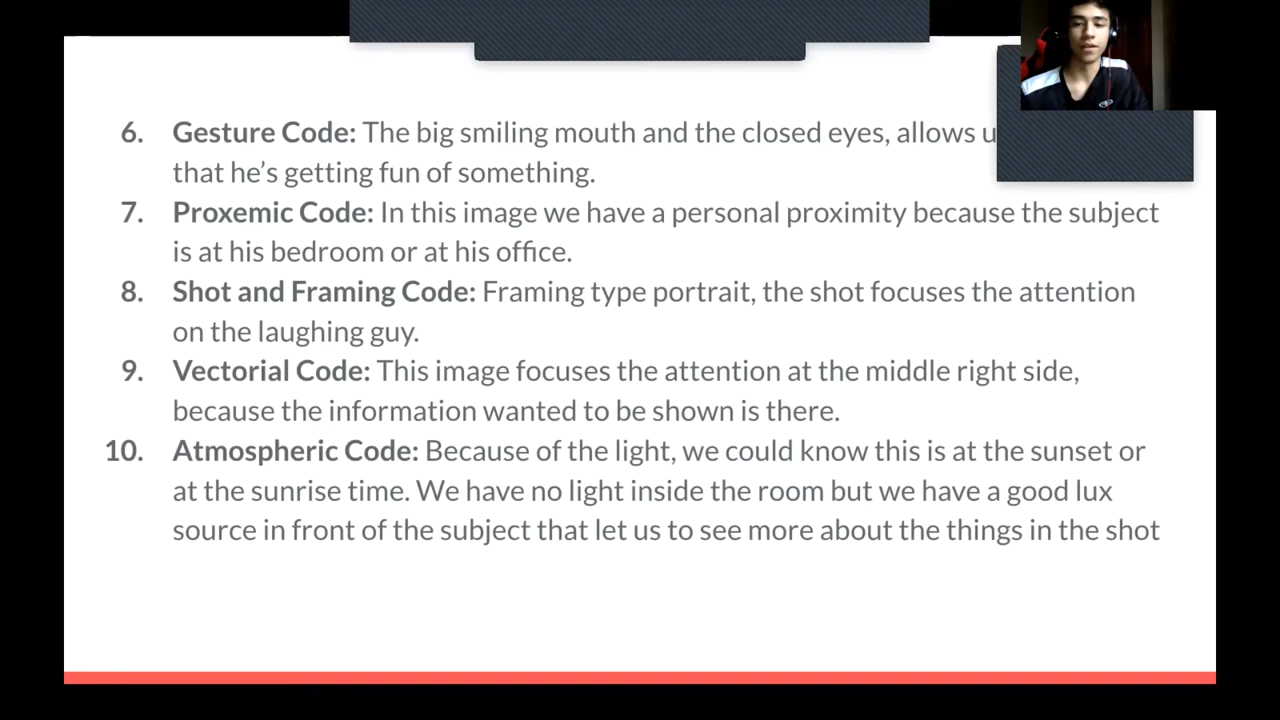 6. Gesture Code: The big smiling mouth and the closed eyes, allows
that he’s getting fun of something.
7. Proxemic Code: In this image we have a personal proximity because the subject
is at his bedroom or at his office.
8. Shot and Framing Code: Framing type portrait, the shot focuses the attention
on the laughing guy.
9. Vectorial Code: This image focuses the attention at the middle right side,
because the information wanted to be shown is there.
10. Atmospheric Code: Because of the light, we could know this is at the sunset or
at the sunrise time. We have no light inside the room but we have a good lux
source in front of the subject that let us to see more about the things in the shot